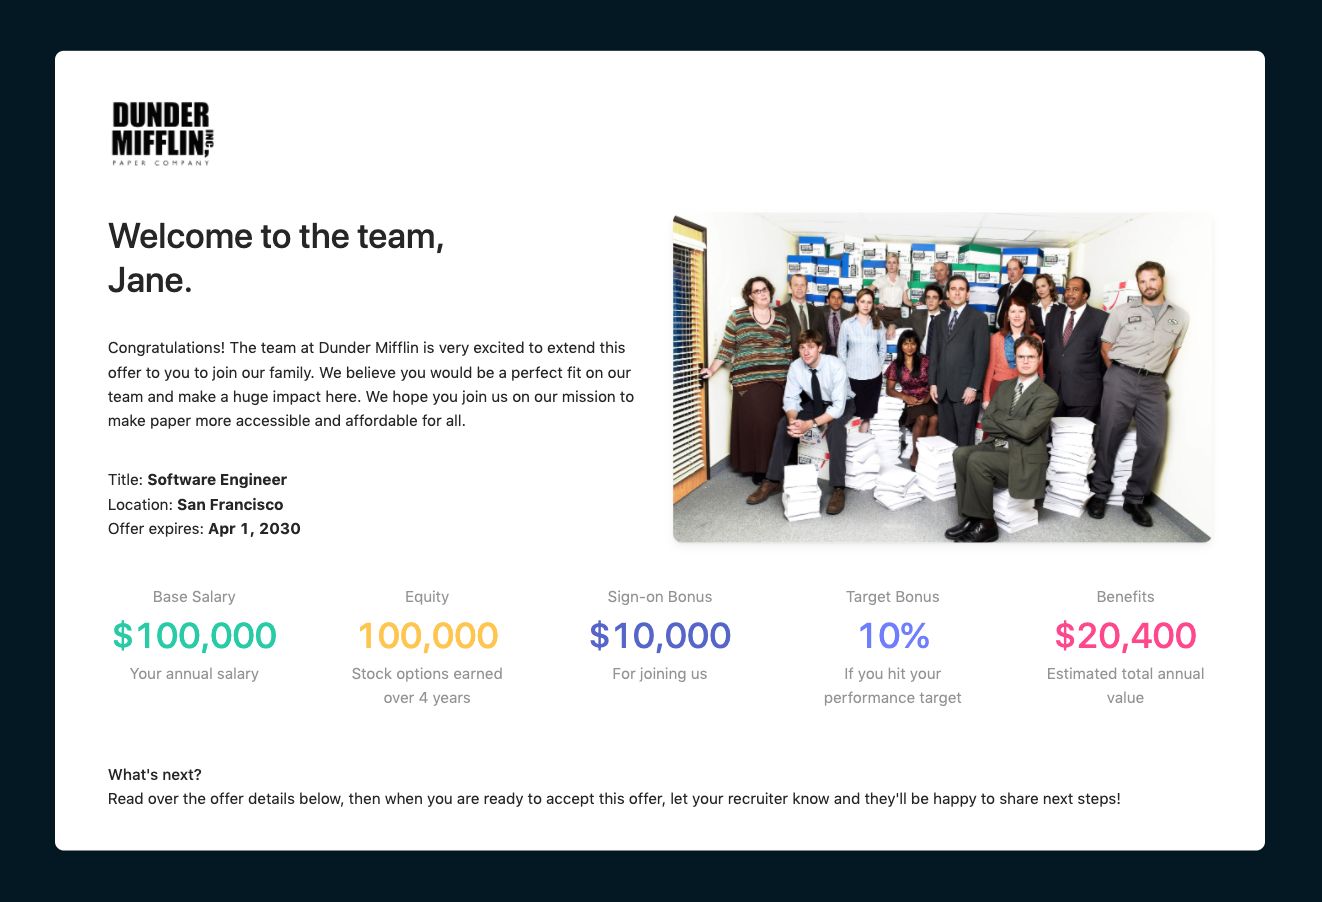 DUNDER
MIFFLIN, INC
PAPER COMPANY
Welcome to the team,
Jane.
Congratulations! The team at Dunder Mifflin is very excited to extend this
offer to you to join our family. We believe you would be a perfect fit on our
team and make a huge impact here. We hope you join us on our mission to
make paper more accessible and affordable for all.
Title: Software Engineer
Location: San Francisco
Offer expires: Apr 1, 2030
Base Salary
$100,000
Your annual salary
Equity
100,000
Stock options earned
over 4 years
Sign-on Bonus
$10,000
For joining us
Target Bonus
10%
If you hit your
performance target
Benefits
$20,400
Estimated total annual
value
What's next?
Read over the offer details below, then when you are ready to accept this offer, let your recruiter know and they'll be happy to share next steps!